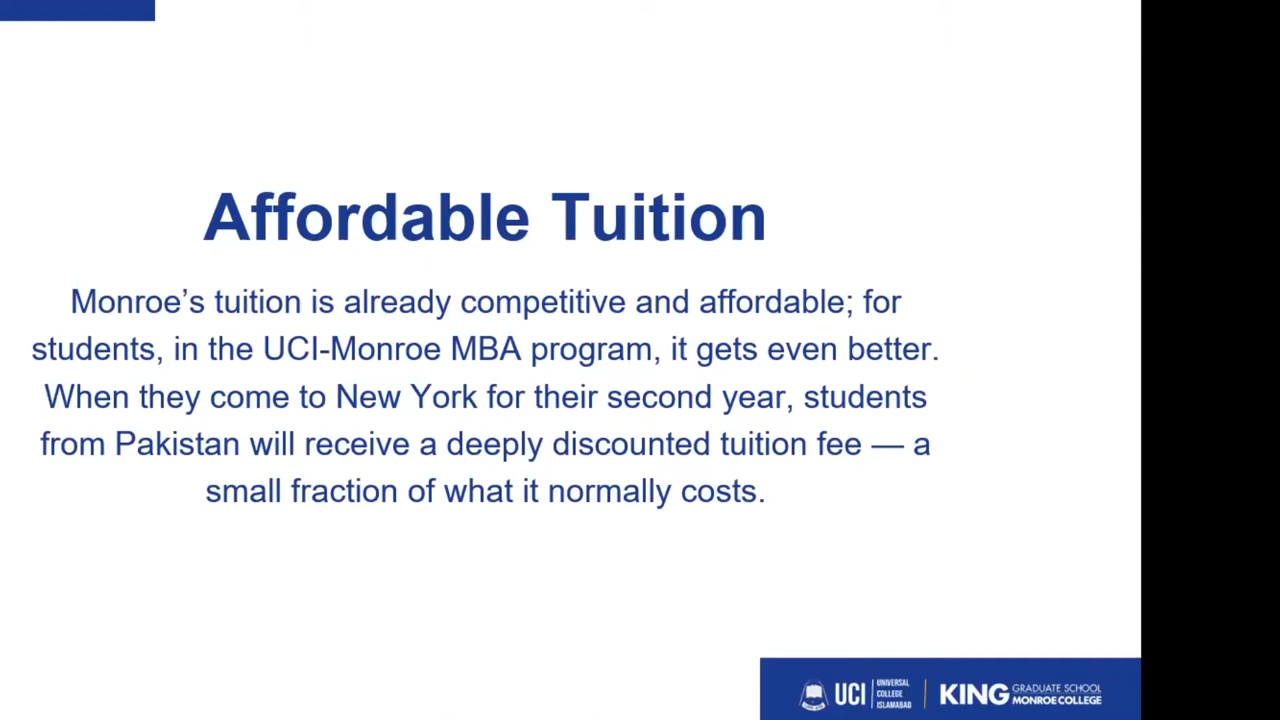 Affordable Tuition
Monroe’s tuition is already competitive and affordable; for
students, in the UCI-Monroe MBA program, it gets even better.
When they come to New York for their second year, students
from Pakistan will receive a deeply discounted tuition fee — a
small fraction of what it normally costs.
UCI
UNIVERSAL
COLLEGE
ISLAMABAD
KING
GRADUATE SCHOOL
MONROE COLLEGE